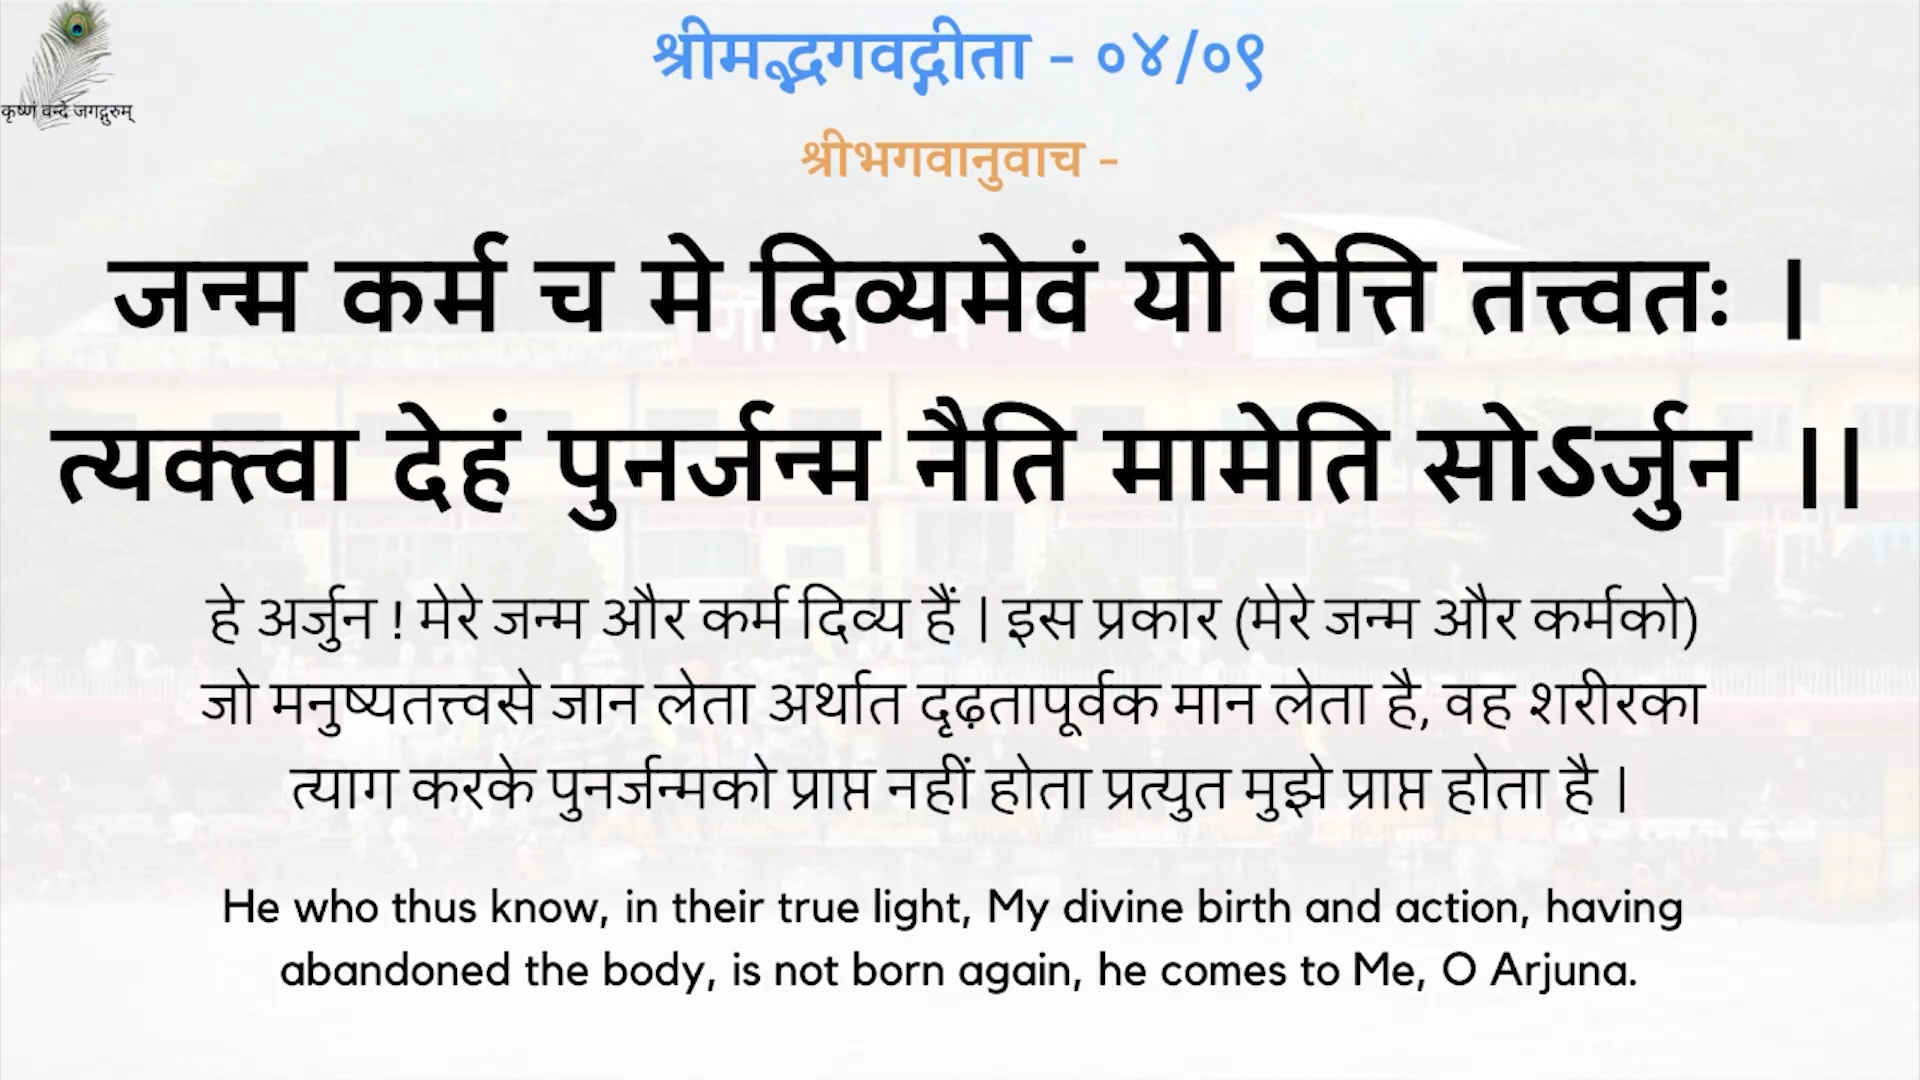 कृष्णं वन्दे जगद्गुरुम्
श्रीमद्भगवद्गीता - ०४/०९
श्रीभगवानुवाच -
जन्म कर्म च मे दिव्यमेवं यो वेत्ति तत्त्वतः |
त्यक्त्वा देहं पुनर्जन्म नैति मामेति सोऽर्जुन ||
हे अर्जुन ! मेरे जन्म और कर्म दिव्य हैं | इस प्रकार (मेरे जन्म और कर्मको)
जो मनुष्यतत्त्वसे जान लेता अर्थात दृढ़तापूर्वक मान लेता है, वह शरीरका
त्याग करके पुनर्जन्मको प्राप्त नहीं होता प्रत्युत मुझे प्राप्त होता है |
He who thus know, in their true light, My divine birth and action, having
abandoned the body, is not born again, he comes to Me, O Arjuna.